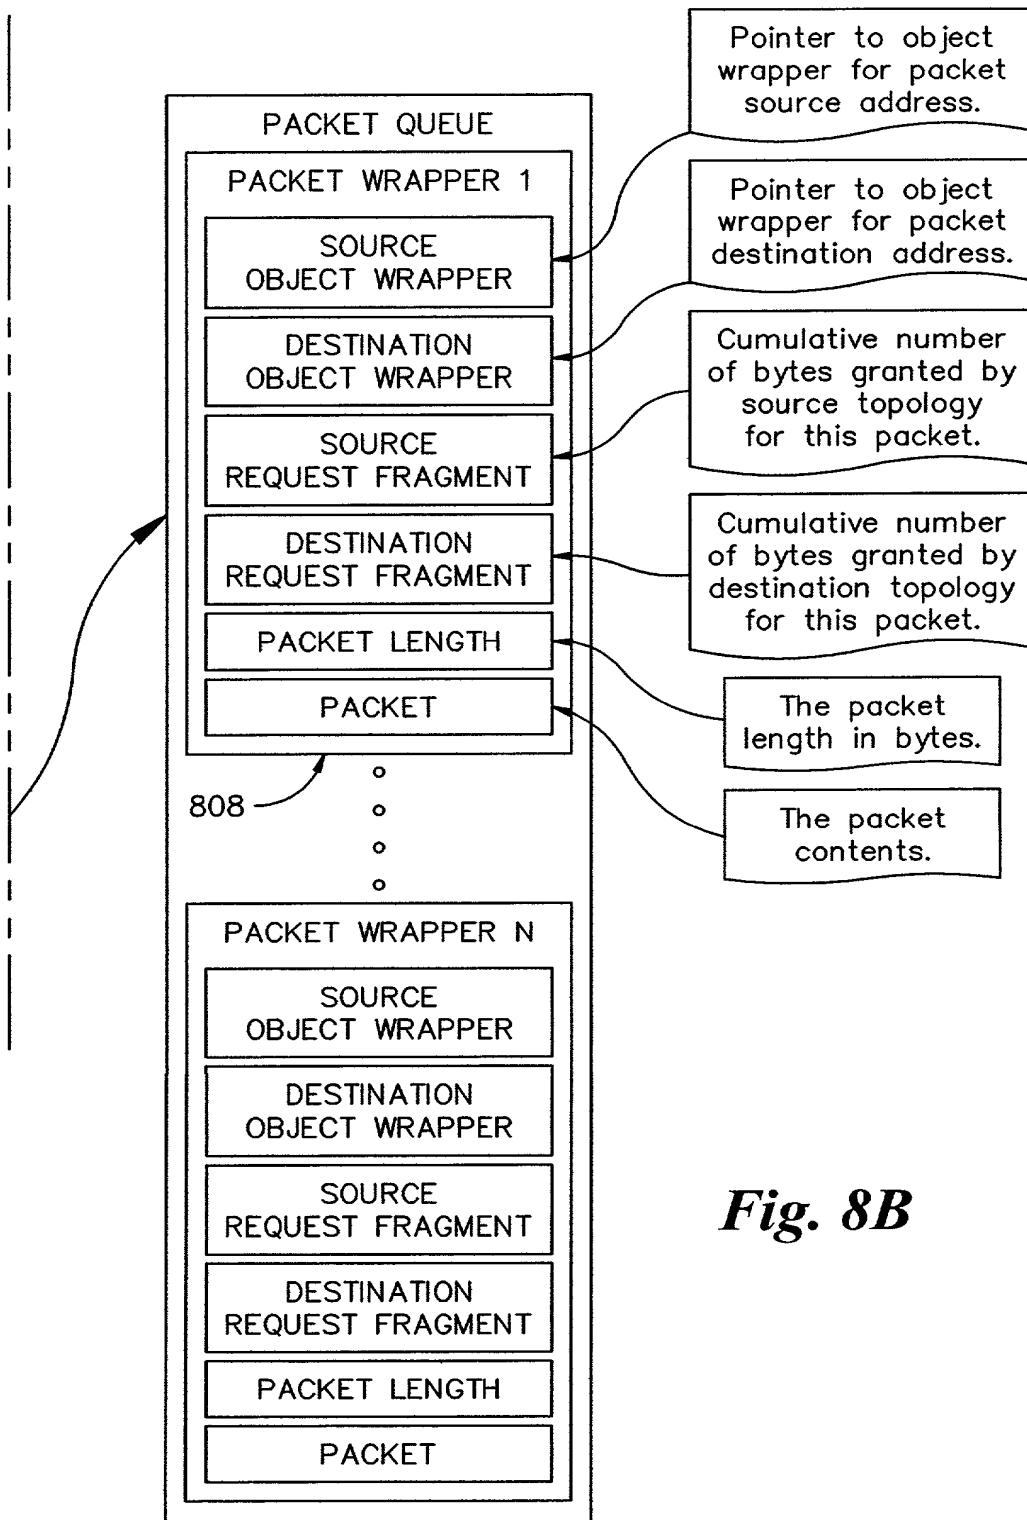 PACKET QUEUE
PACKET WRAPPER 1
SOURCE
OBJECT WRAPPER
DESTINATION
OBJECT WRAPPER
SOURCE
REQUEST FRAGMENT
DESTINATION
REQUEST FRAGMENT
PACKET LENGTH
PACKET
808
PACKET WRAPPER N
SOURCE
OBJECT WRAPPER
DESTINATION
OBJECT WRAPPER
SOURCE
REQUEST FRAGMENT
DESTINATION
REQUEST FRAGMENT
PACKET LENGTH
PACKET
Pointer to object
wrapper for packet
source address.
Pointer to object
wrapper for packet
destination address.
Cumulative number
of bytes granted by
source topology
for this packet.
Cumulative number
of bytes granted by
destination topology
for this packet.
The packet
length in bytes.
The packet
contents.
Fig. 8B